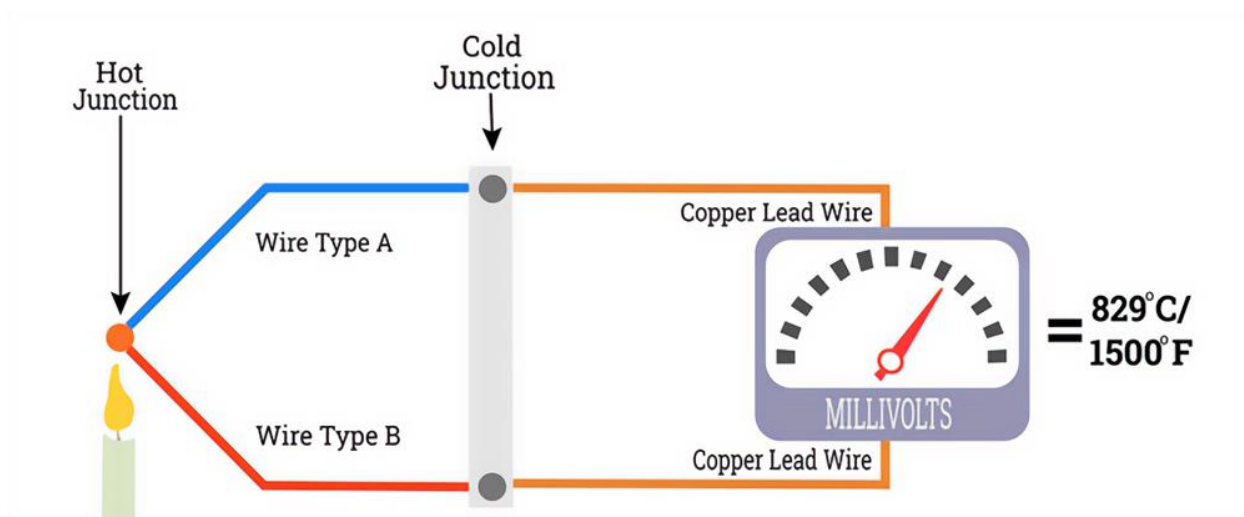 Hot
Junction
Cold
Junction
Wire Type A
Copper Lead Wire
= 829°C/
1500°F
MILLIVOLTS
Wire Type B
Copper Lead Wire